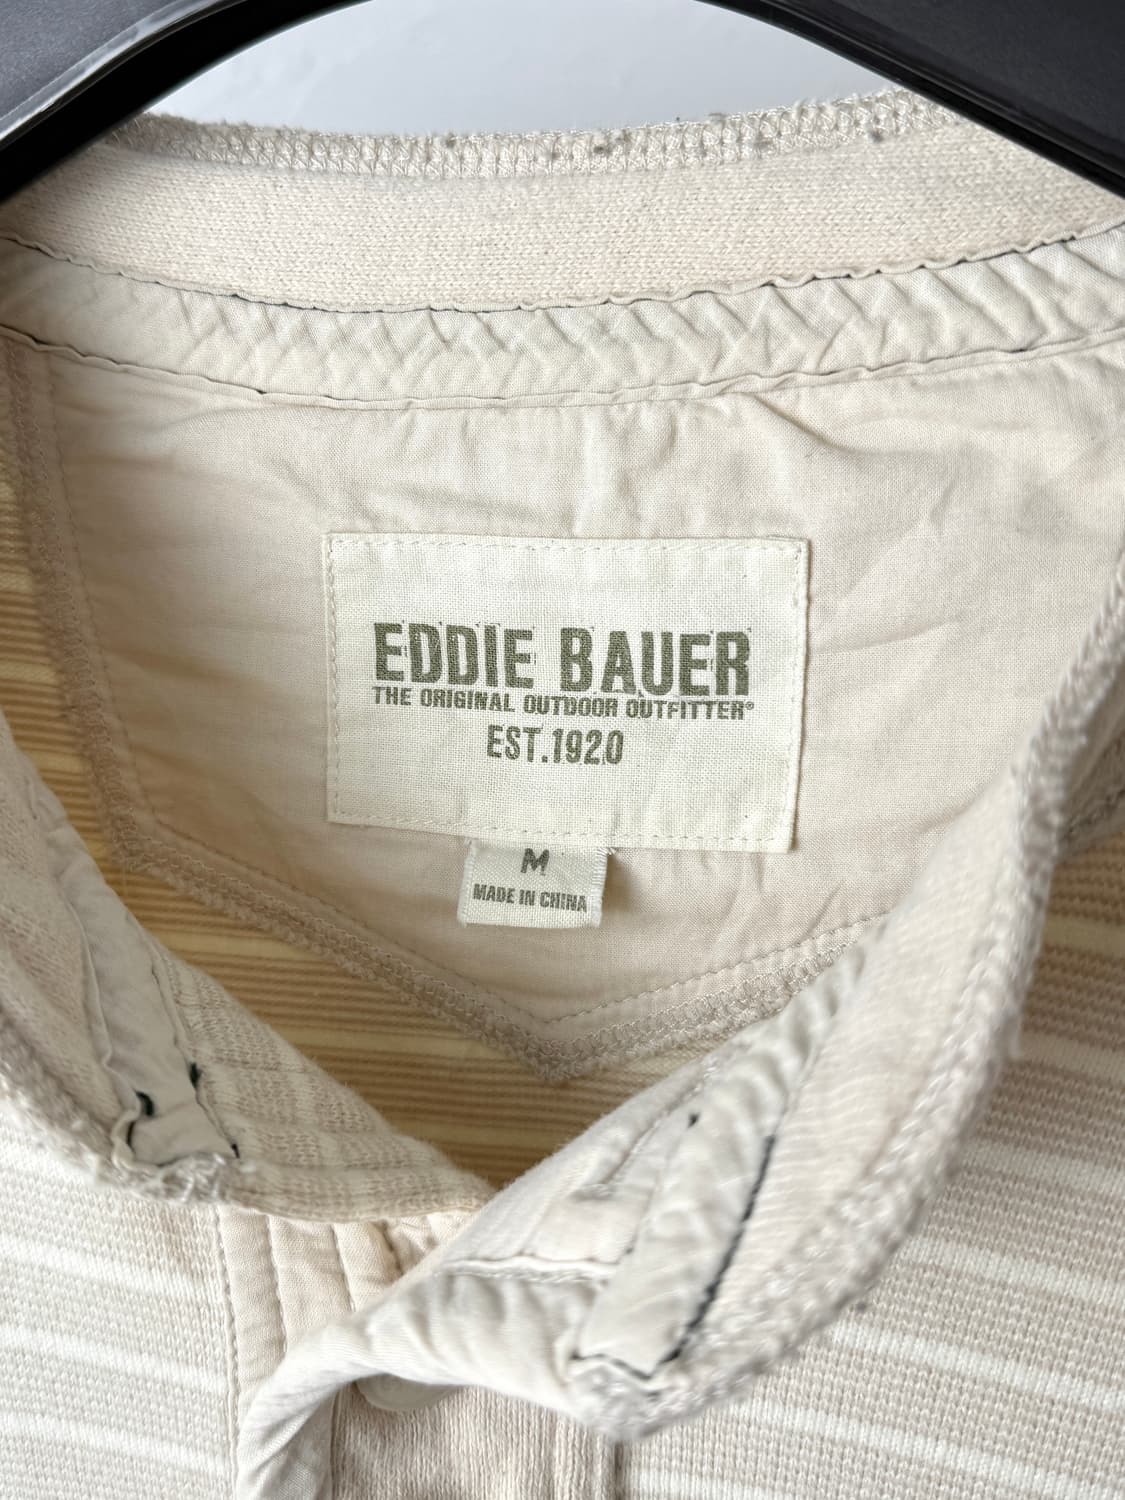 EDDIE BAUER
THE ORIGINAL OUTDOOR OUTFITTER®
EST.1920
M
MADE IN CHINA